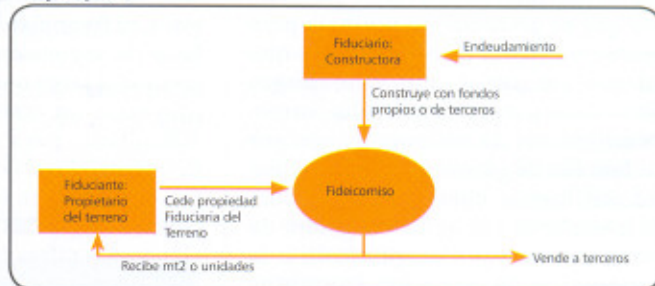 Fiduciario:
Constructora
Endeudamiento
Construye con fondos
propios o de terceros
Fiduciante:
Propietario
del terreno
Cede propiedad
Fiduciaria del
Terreno
Fideicomiso
Recibe mt2 o unidades
Vende a terceros